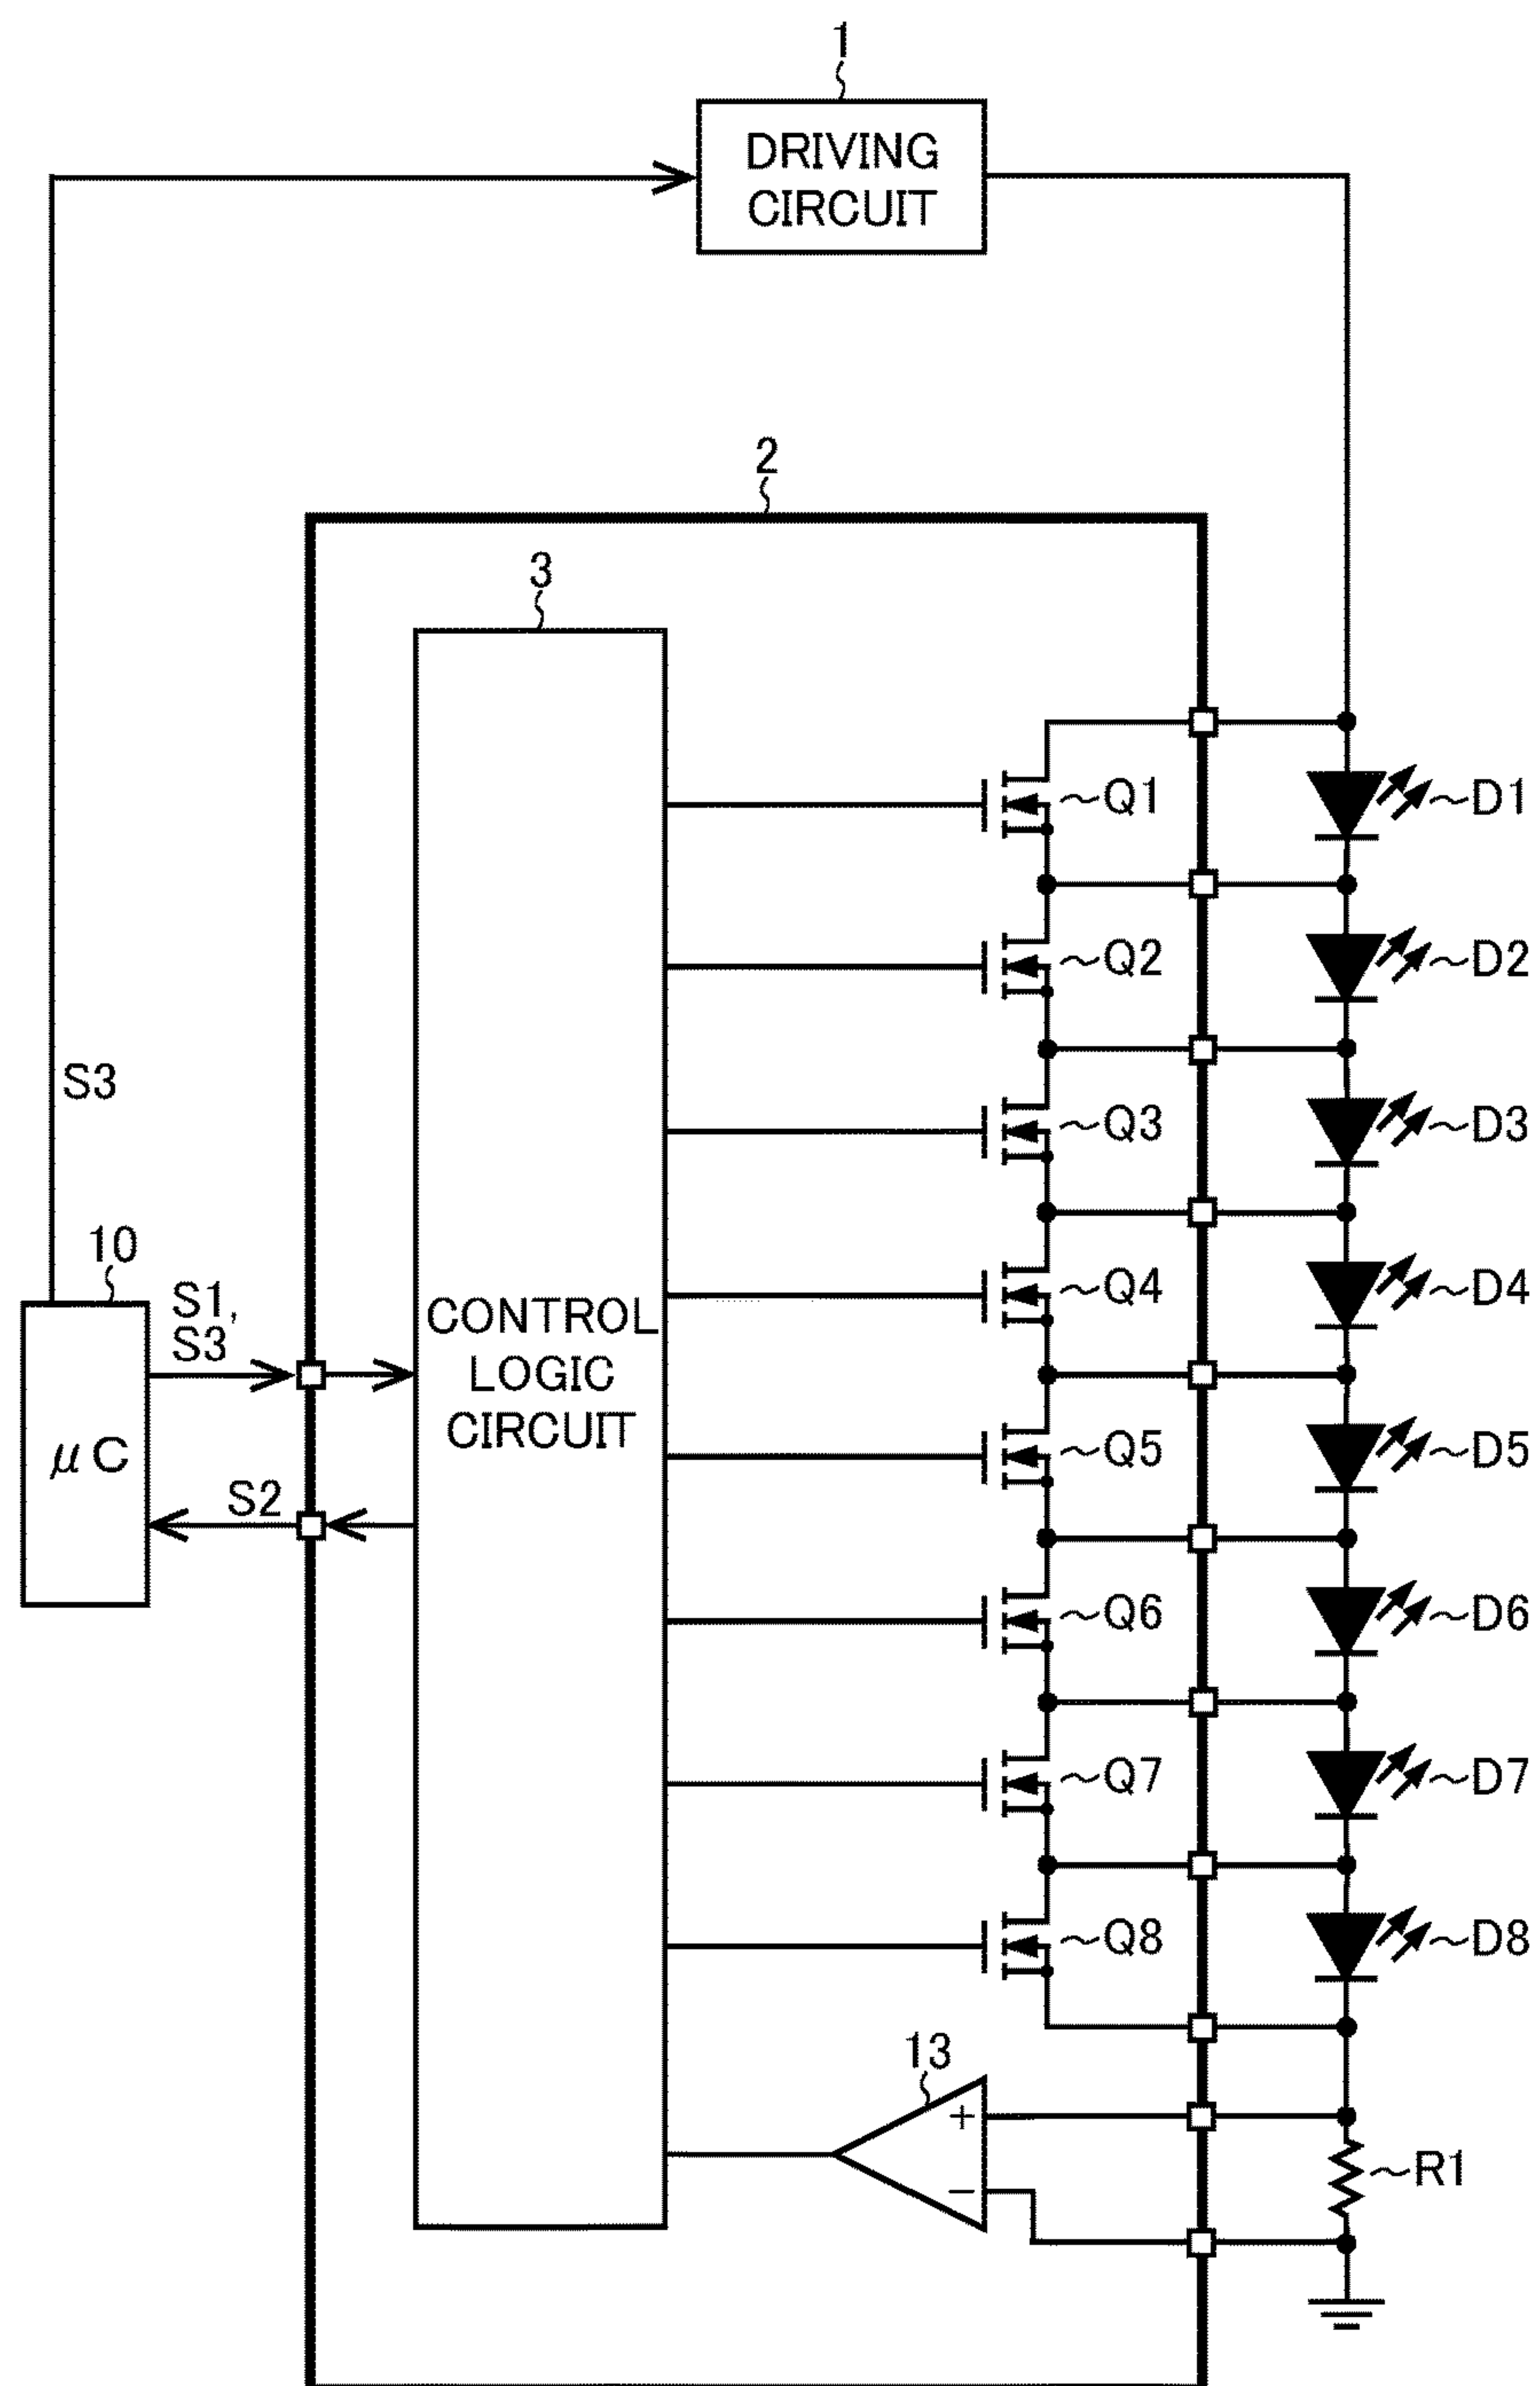 1
DRIVING
CIRCUIT
2
3
~Q1
~D1
~Q2
~D2
S3
~Q3
~D3
10
S1,
S3
~Q4
~D4
CONTROL
LOGIC
CIRCUIT
μC
~Q5
~D5
S2
~Q6
~D6
~Q7
~D7
~Q8
~D8
13
+
−
~R1